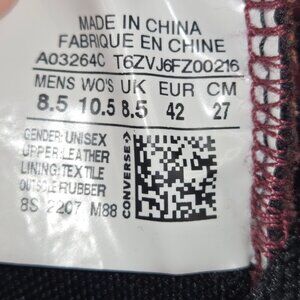 MADE IN CHINA
FABRIQUE EN CHINE
A03264C T6ZVJ6FZ00216
MENS WO'S UK EUR CM
8.5 10.5 8.5 42 27
GENDER: UNISEX
UPPER: LEATHER
LINING: TEXTILE
OUTSOLE: RUBBER
8S 2207 M88
CONVERSE